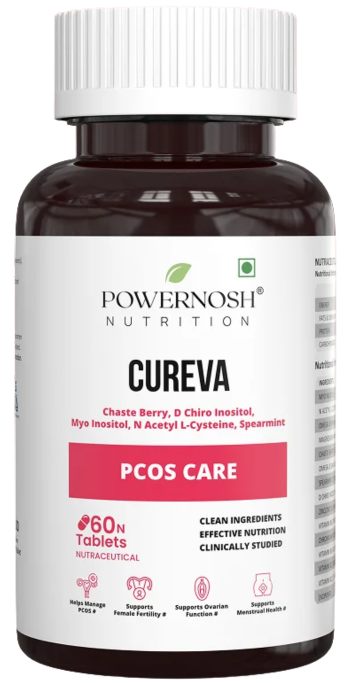 POWERNOSH®
NUTRITION
CUREVA
Chaste Berry, D Chiro Inositol,
Myo Inositol, N Acetyl L-Cysteine, Spearmint
PCOS CARE
60N
Tablets
NUTRACEUTICAL
CLEAN INGREDIENTS
EFFECTIVE NUTRITION
CLINICALLY STUDIED
Helps Manage
PCOS #
Supports
Female Fertility #
Supports Ovarian
Function #
Supports
Menstrual Health #